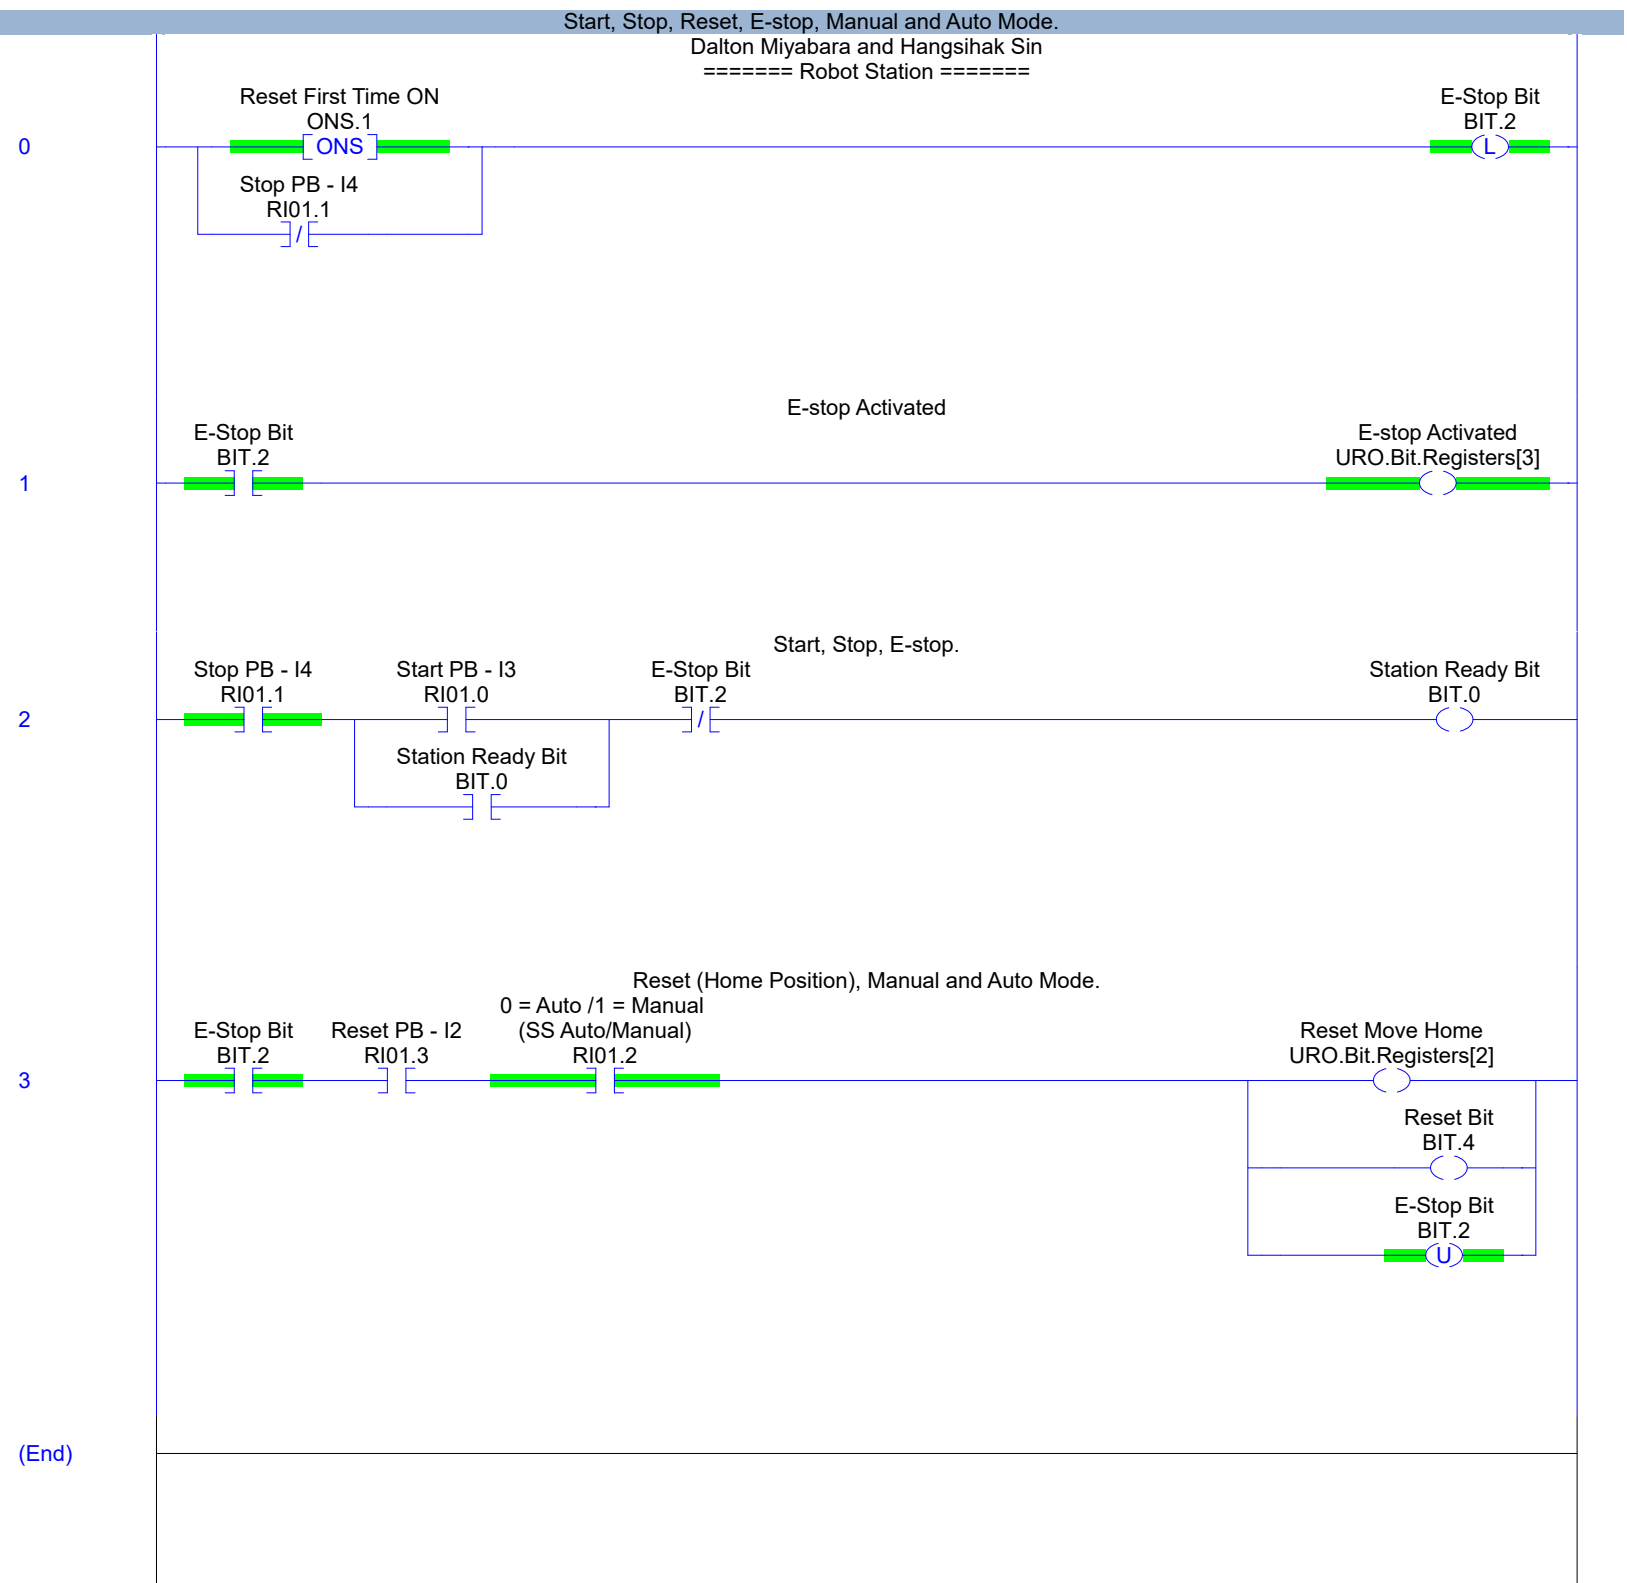 Start, Stop, Reset, E-stop, Manual and Auto Mode.
Dalton Miyabara and Hangsihak Sin
======= Robot Station =======
Reset First Time ON
ONS.1
E-Stop Bit
BIT.2
0
ONS
L
Stop PB - I4
RI01.1
/
E-stop Activated
E-Stop Bit
BIT.2
E-stop Activated
URO.Bit.Registers[3]
1
Start, Stop, E-stop.
Stop PB - I4
RI01.1
Start PB - I3
RI01.0
E-Stop Bit
BIT.2
Station Ready Bit
BIT.0
2
/
Station Ready Bit
BIT.0
Reset (Home Position), Manual and Auto Mode.
E-Stop Bit
BIT.2
Reset PB - I2
RI01.3
0 = Auto /1 = Manual
(SS Auto/Manual)
RI01.2
Reset Move Home
URO.Bit.Registers[2]
3
Reset Bit
BIT.4
E-Stop Bit
BIT.2
U
(End)